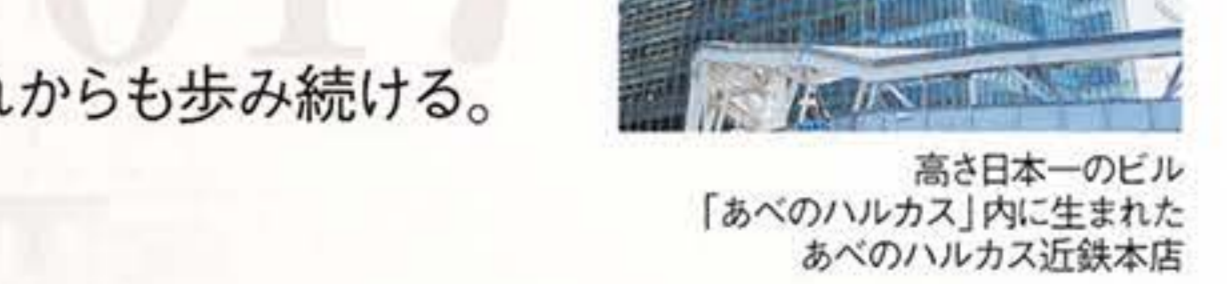 れからも歩み続ける。
高さ日本一のビル
「あべのハルカス」内に生まれた
あべのハルカス近鉄本店